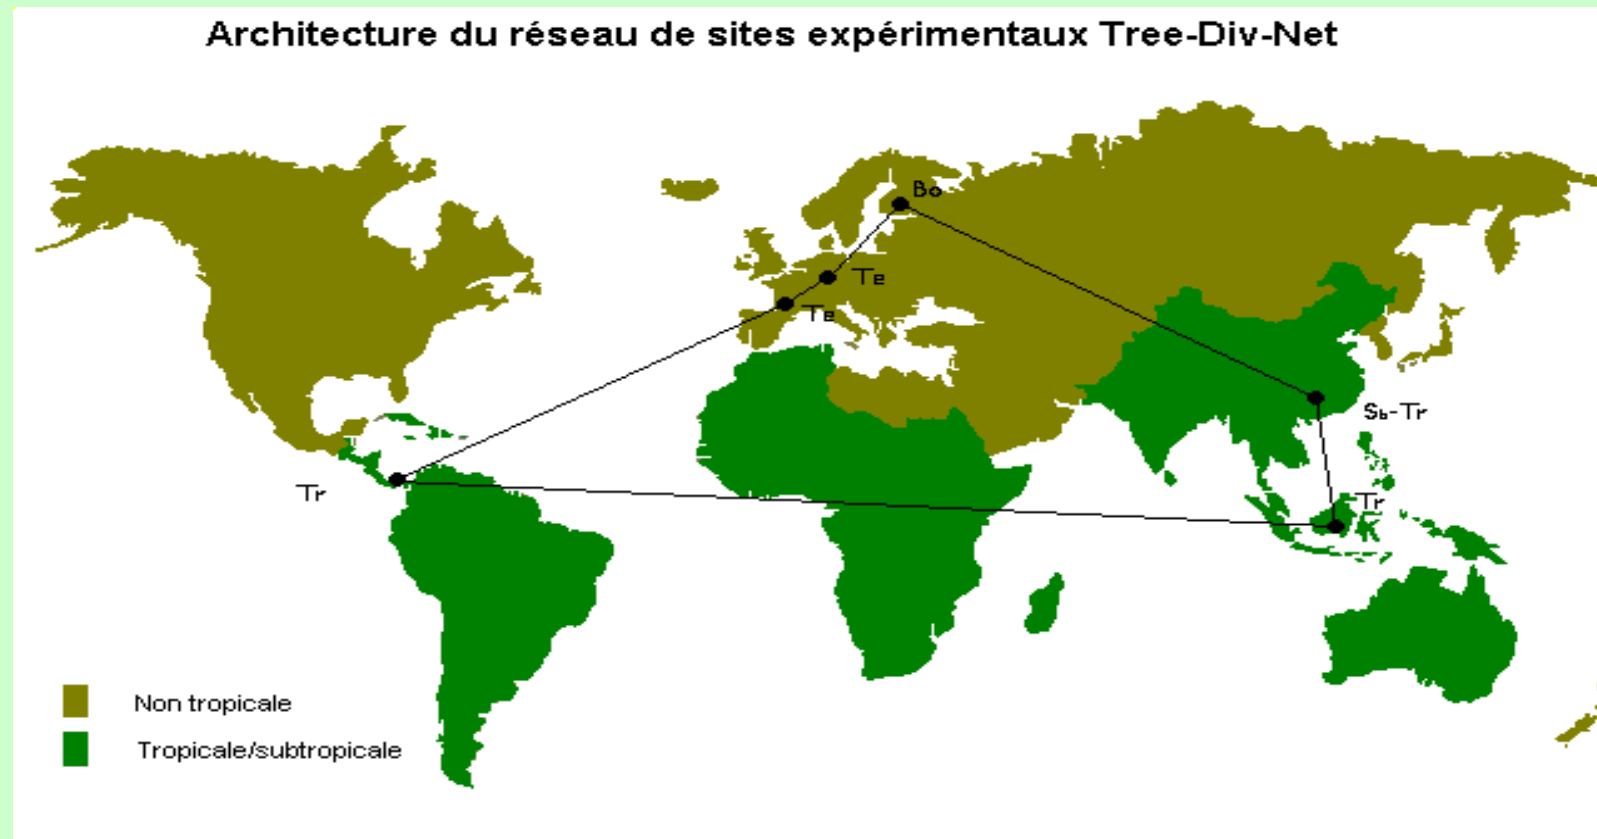 Architecture du réseau de sites expérimentaux Tree-Div-Net
Bo
Te
Te
Sb-Tr
Tr
Tr
Non tropicale
Tropicale/subtropicale